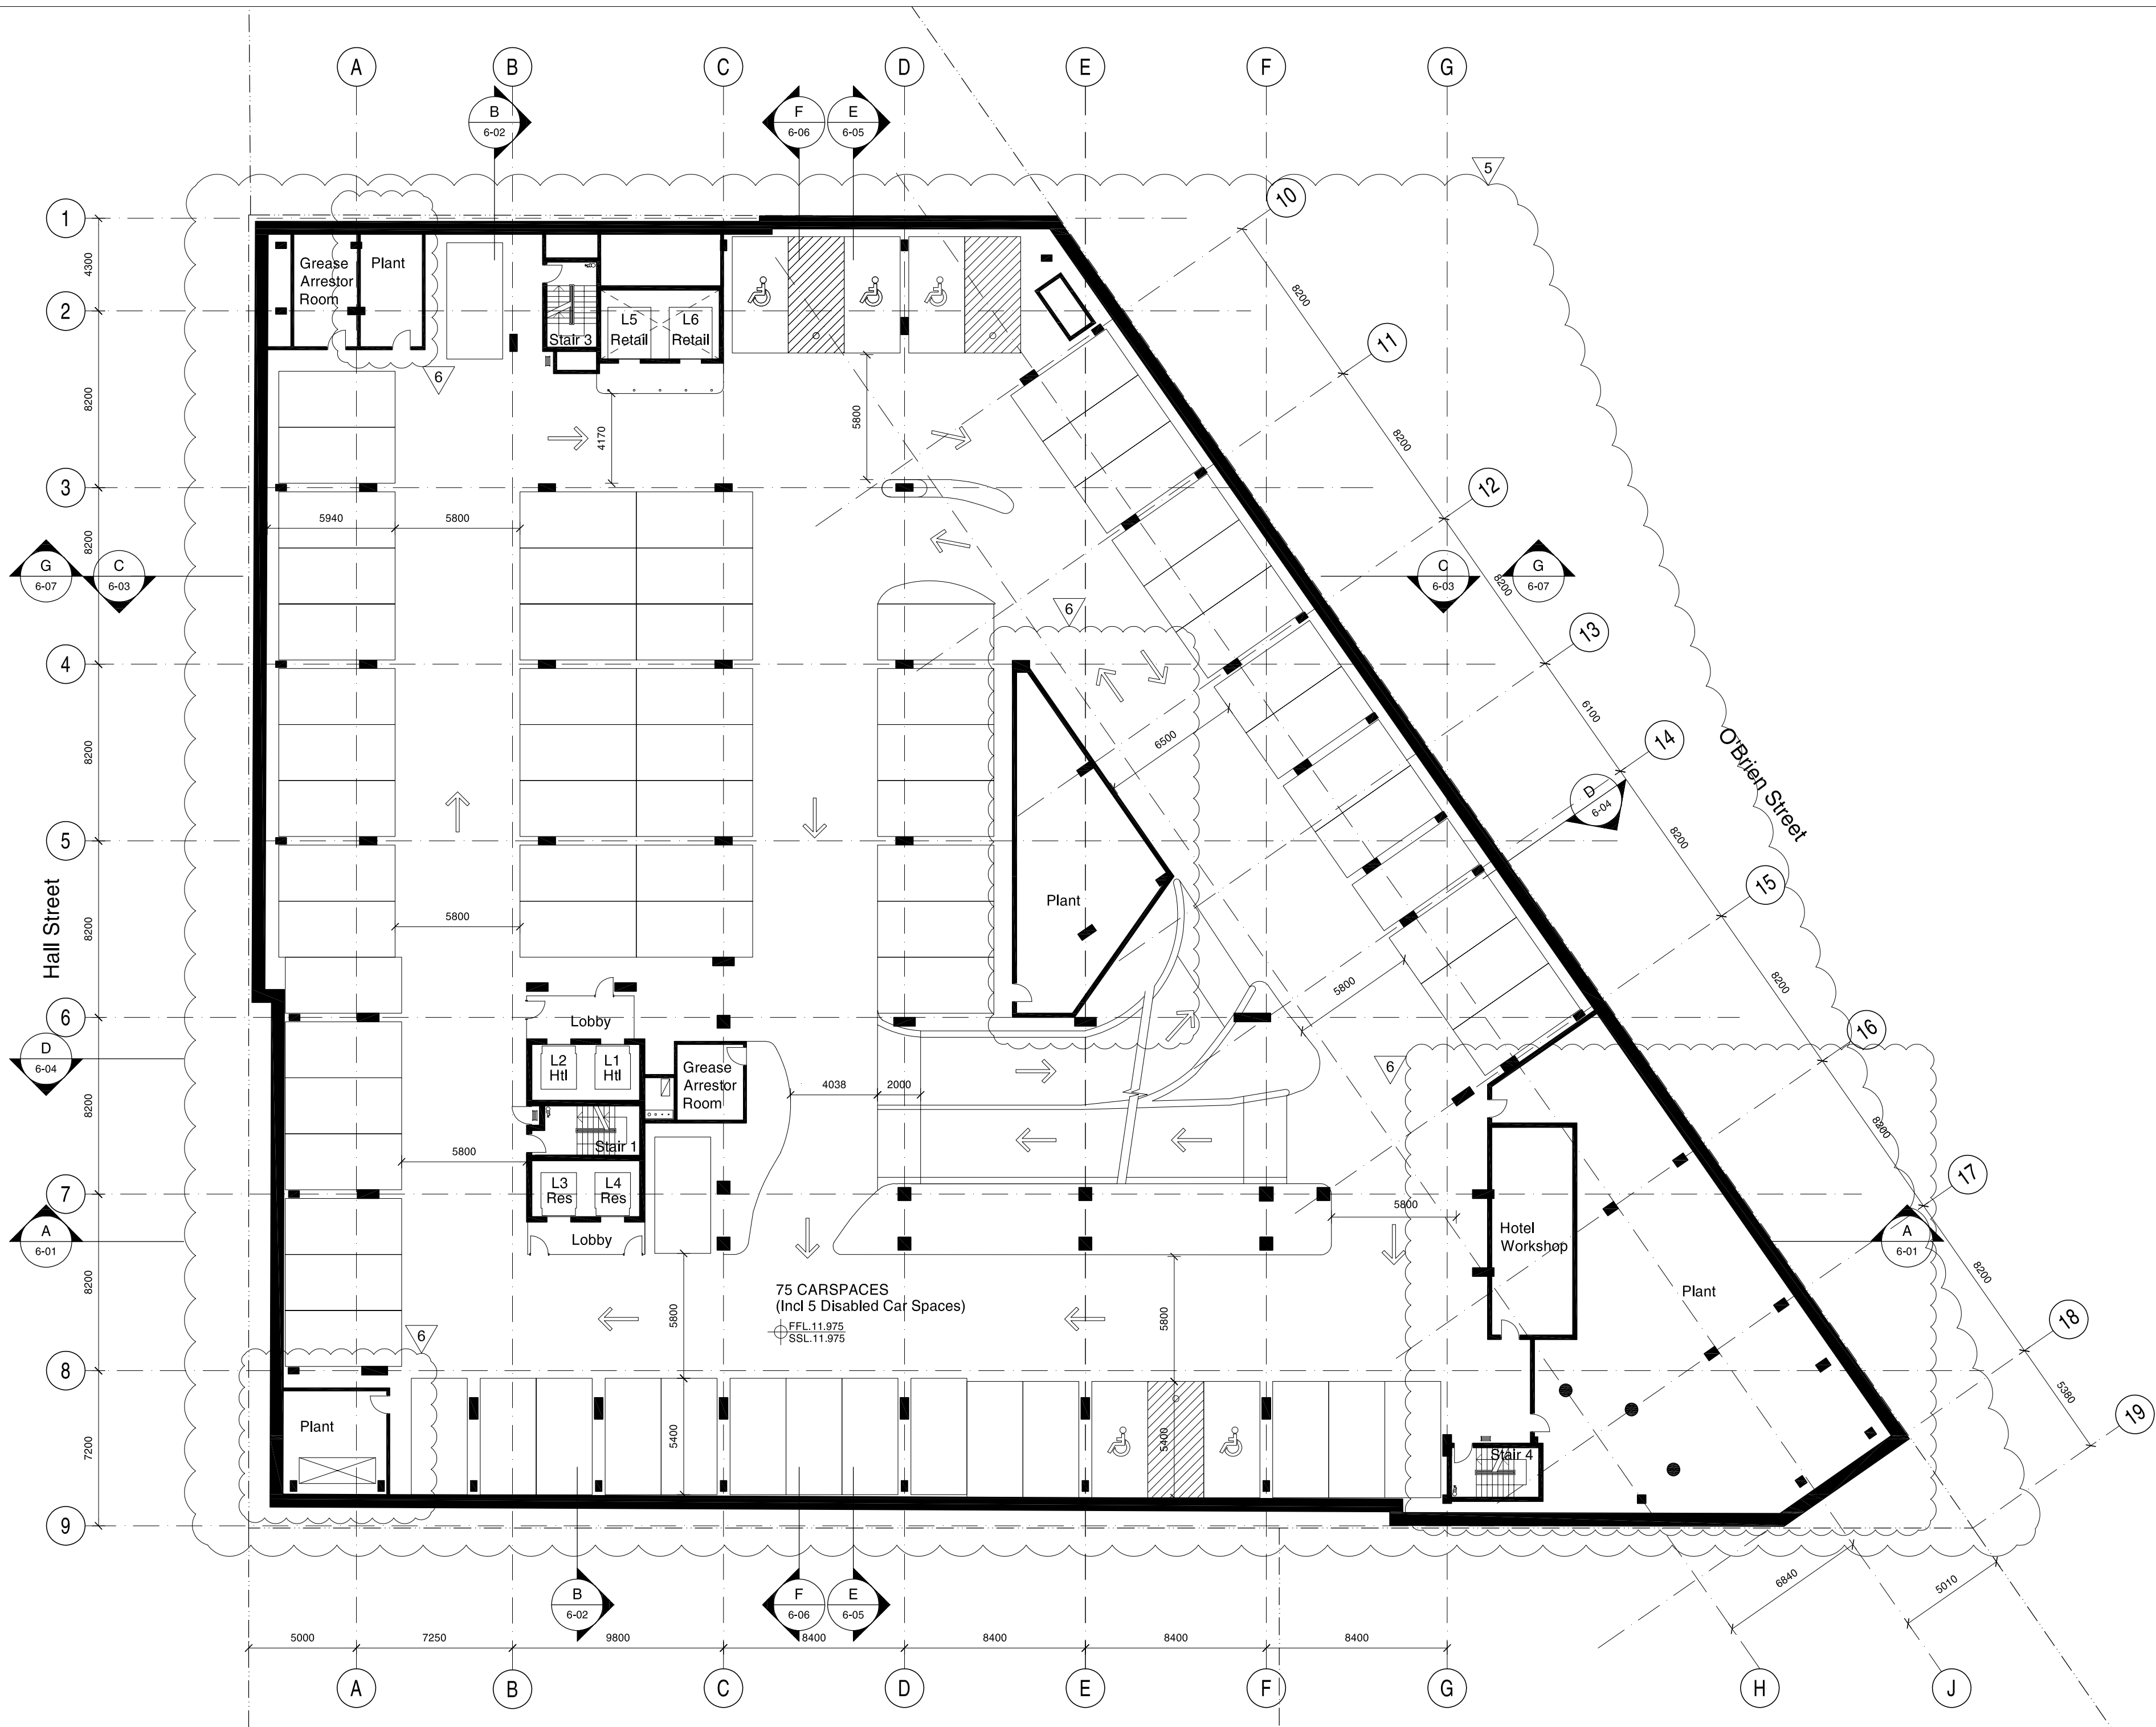 A B C D E F G
B
6-02
F
6-06
E
6-05
5
10
1
4300
Grease
Arrestor
Room
Plant
2
L5
Retail
L6
Retail
Stair 3
8200
11
6
8200
5800
4170
8200
3
12
5940
5800
8200
G
6-07
C
6-03
C
6-03
G
6-07
8200
6
13
4
6500
6100
14
O'Brien Street
8200
D
6-04
5
8200
15
Hall Street
8200
5800
Plant
5800
8200
6
Lobby
16
D
6-04
L2
Htl
L1
Htl
Grease
Arrestor
Room
4038
2000
6
8200
8200
Stair 1
5800
17
7
L3
Res
L4
Res
5800
A
6-01
Lobby
Hotel
Workshop
A
6-01
8200
75 CARSPACES
(Incl 5 Disabled Car Spaces)
FFL.11.975
SSL.11.975
5800
5800
Plant
8200
6
18
8
5380
19
Plant
5400
5400
Stair 4
7200
9
B
6-02
F
6-06
E
6-05
6840
5010
5000
7250
9800
8400
8400
8400
8400
A B C D E F G H J